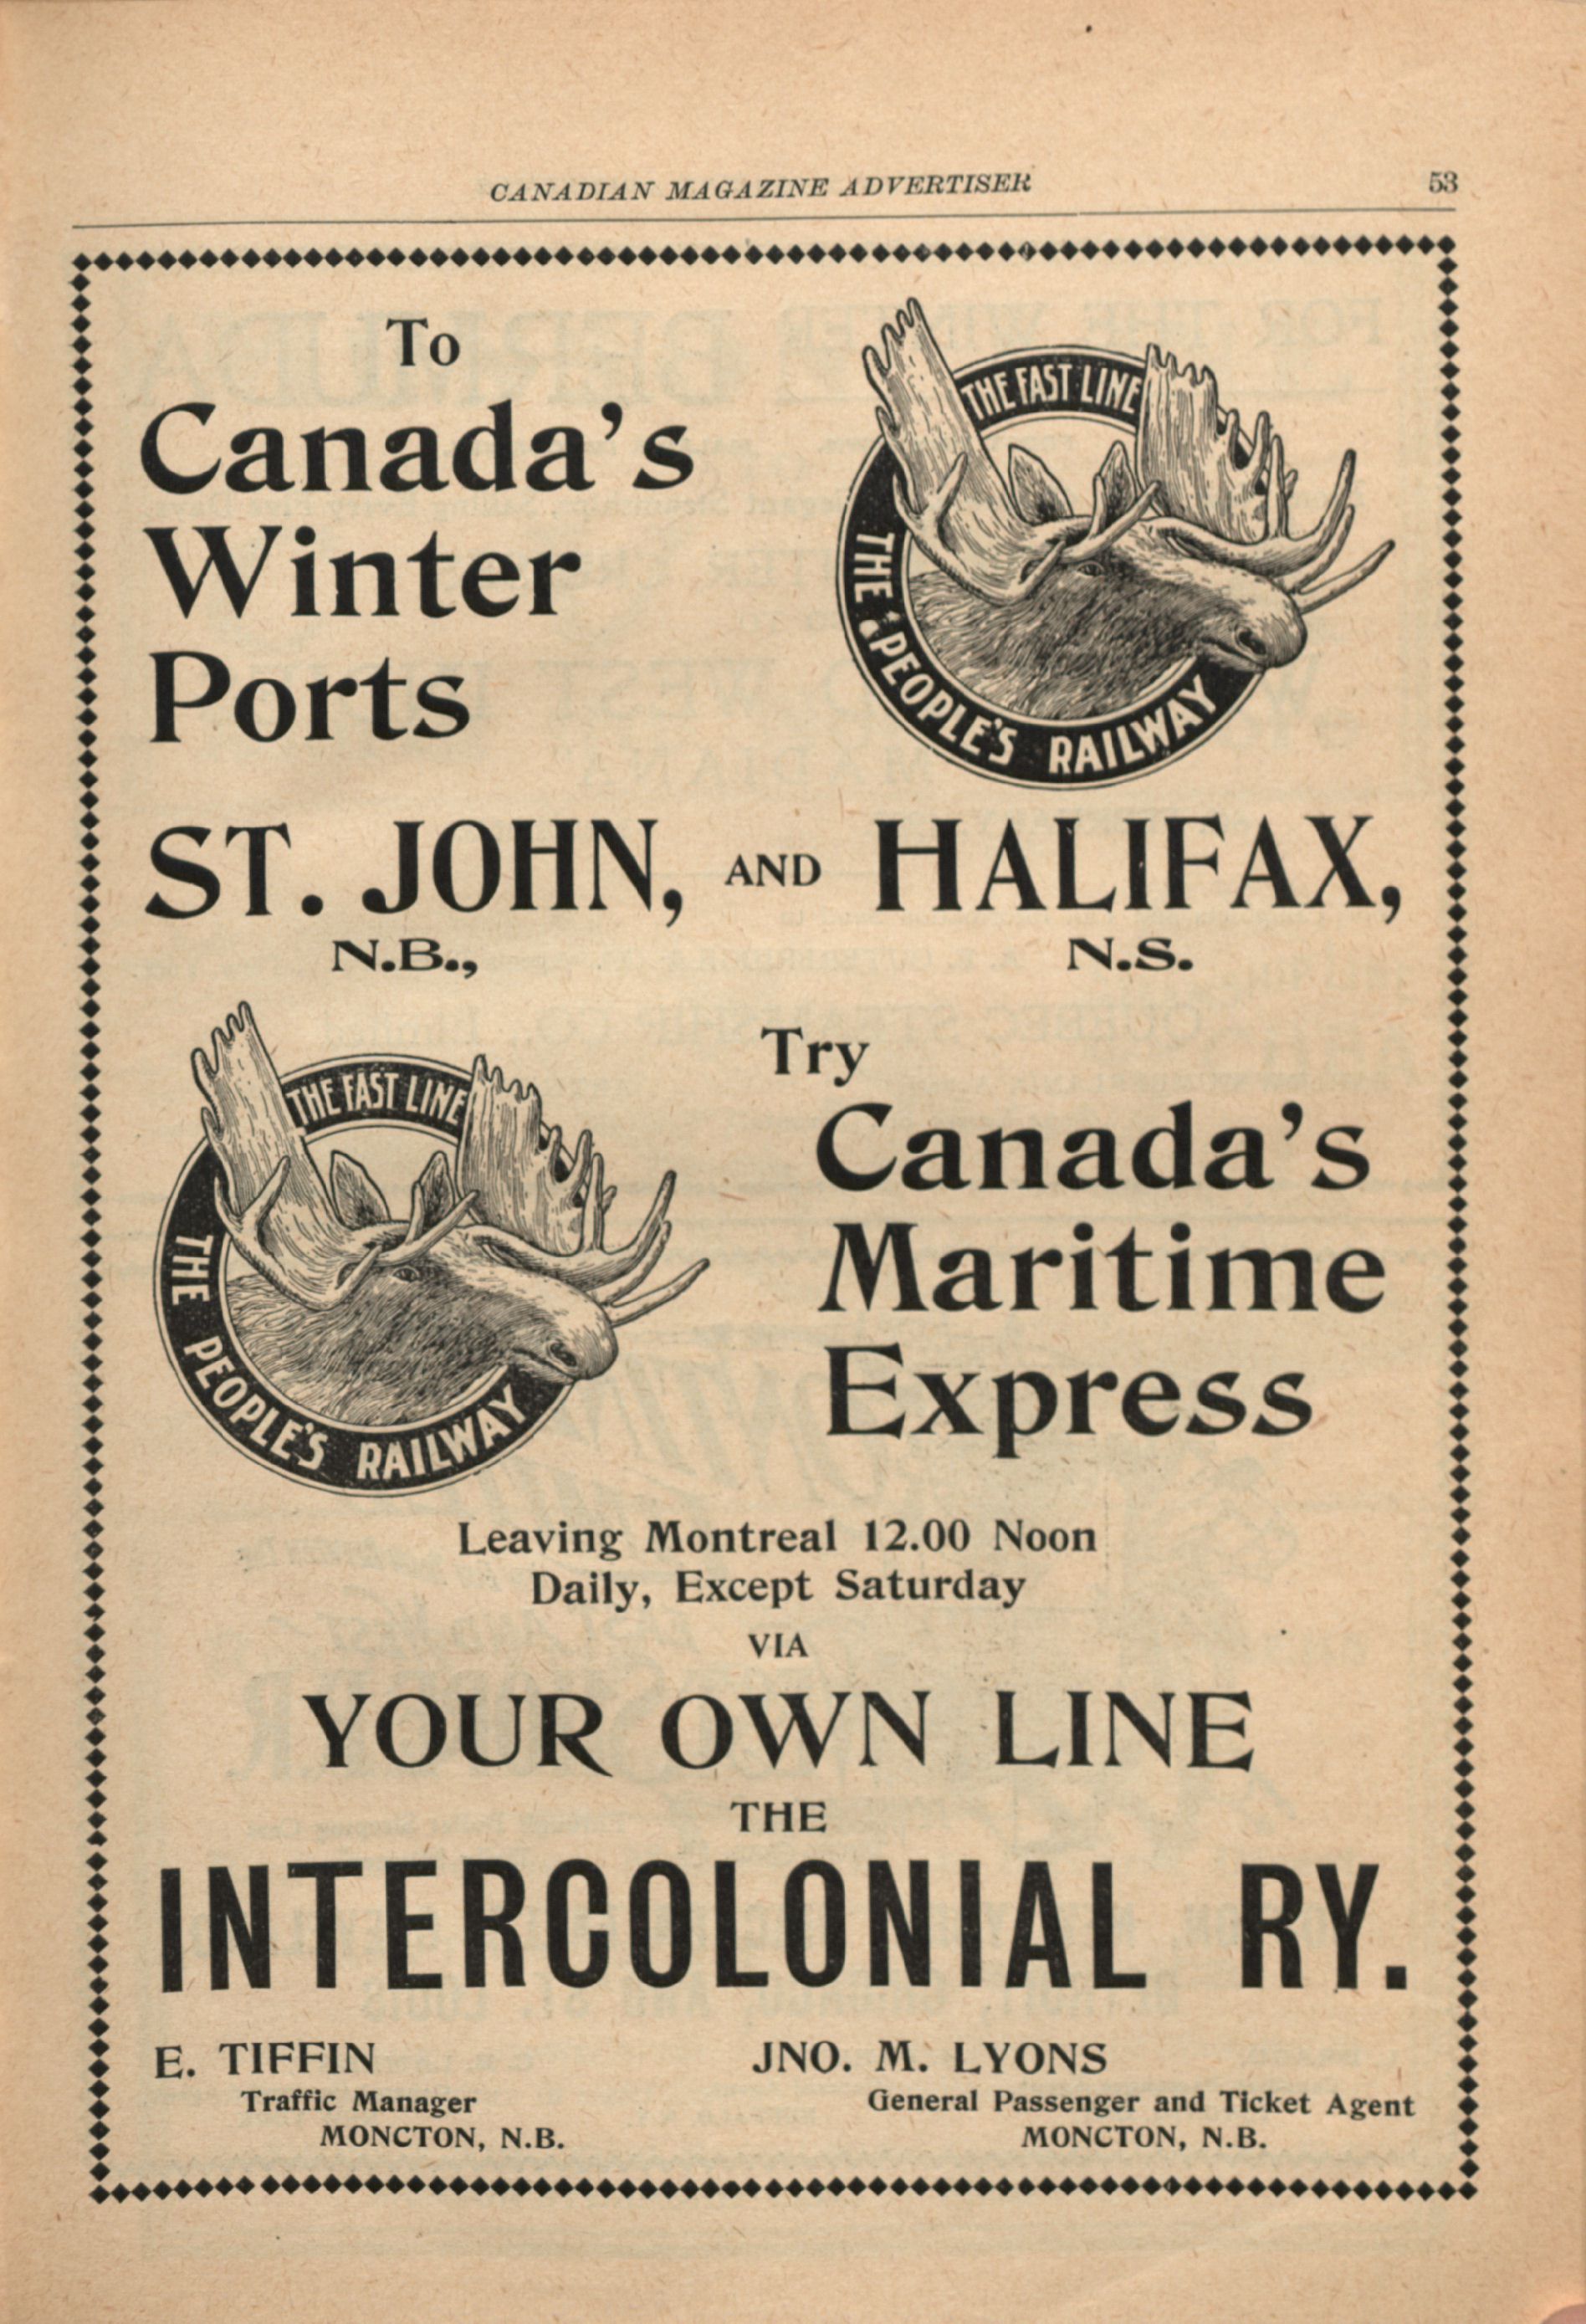 CANADIAN MAGAZINE ADVERTISER 53
To
Canada's
Winter
Ports
THE FAST LINE
THE PEOPLE'S RAILWAY
ST. JOHN, AND HALIFAX,
N.B., N.S.
THE FAST LINE
THE PEOPLE'S RAILWAY
Try
Canada's
Maritime
Express
Leaving Montreal 12.00 Noon
Daily, Except Saturday
VIA
YOUR OWN LINE
THE
INTERCOLONIAL RY.
E. TIFFIN
Traffic Manager
MONCTON, N.B.
JNO. M. LYONS
General Passenger and Ticket Agent
MONCTON, N.B.